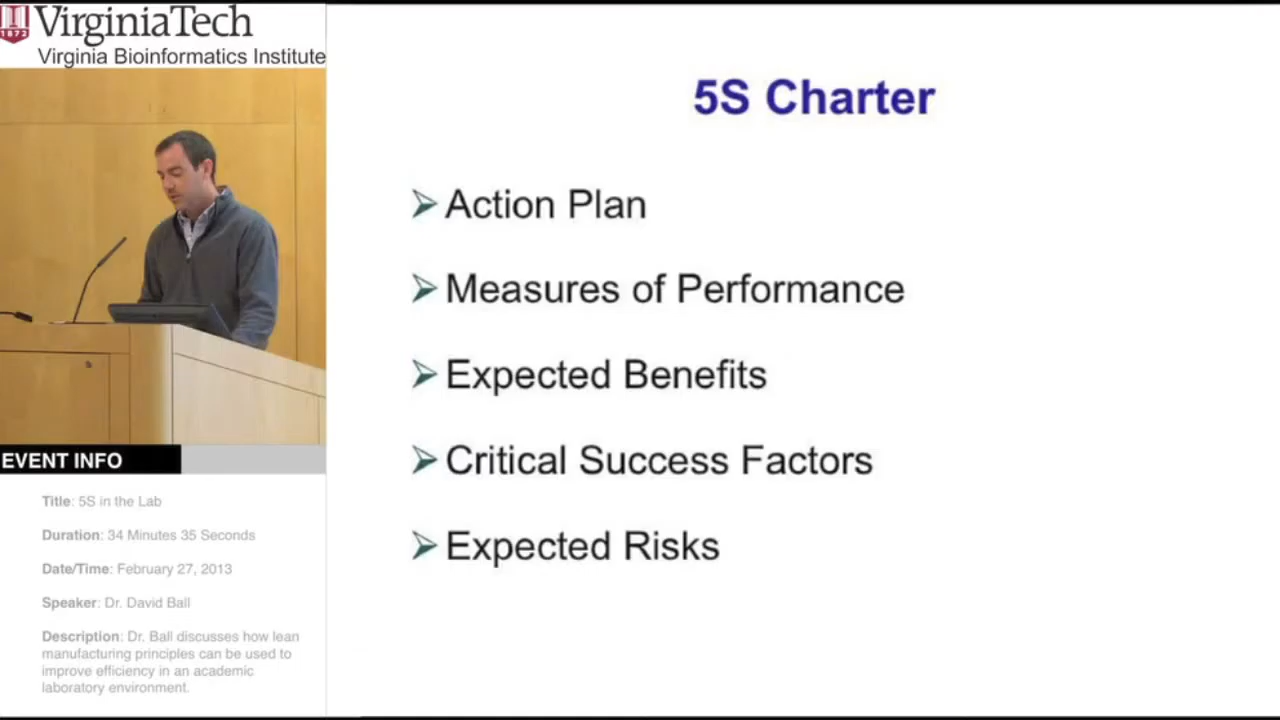 VirginiaTech
1872
Virginia Bioinformatics Institute
EVENT INFO
Title: 5S in the Lab
Duration: 34 Minutes 35 Seconds
Date/Time: February 27, 2013
Speaker: Dr. David Ball
Description: Dr. Ball discusses how lean
manufacturing principles can be used to
improve efficiency in an academic
laboratory environment.
5S Charter
Action Plan
Measures of Performance
Expected Benefits
Critical Success Factors
Expected Risks